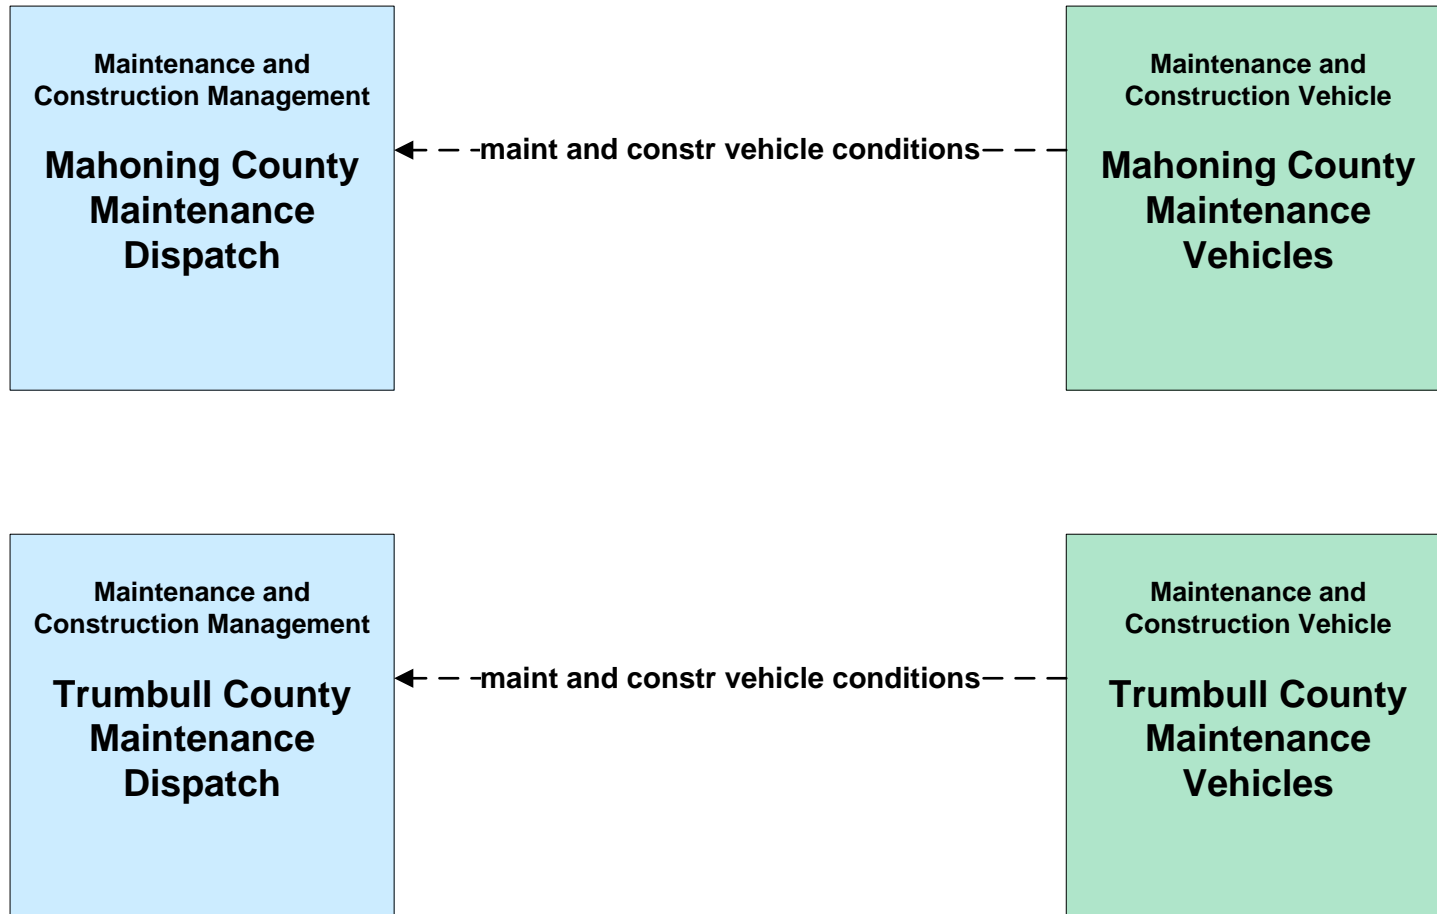 Maintenance and
Construction Management
Mahoning County
Maintenance
Dispatch
maint and constr vehicle conditions
Maintenance and
Construction Vehicle
Mahoning County
Maintenance
Vehicles
Maintenance and
Construction Management
Trumbull County
Maintenance
Dispatch
maint and constr vehicle conditions
Maintenance and
Construction Vehicle
Trumbull County
Maintenance
Vehicles